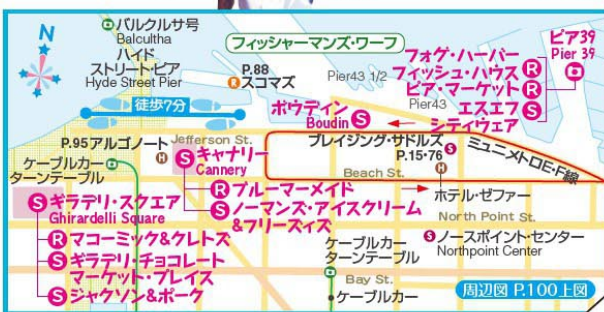 N
バルクルサ号
Balcultha
ハイド
ストリート・ピア
Hyde Street Pier
徒歩7分
フィッシャーマンズ・ワーフ
P.88
スコマズ
Pier43 1/2
Pier43
ピア39
Pier 39
フォグ・ハーバー
フィッシュ・ハウス
ピア・マーケット
エスエフ
シティウェア
ボウディン
Boudin
P.95 アルゴノート
Jefferson St.
ケーブルカー
ターンテーブル
キャナリー
Cannery
ブレイジング・サドルズ
P.15・76
ミュニメトロE・F線
Beach St.
ブルーマーメイド
ノーマンズ・アイスクリーム
&フリーズィズ
ホテル・ゼファー
North Point St.
ギラデリ・スクエア
Ghirardelli Square
マコーミック&クレトズ
ギラデリ・チョコレート
マーケット・プレイス
ジャクソン&ポーク
ケーブルカー
ターンテーブル
ノースポイント・センター
Northpoint Center
Bay St.
ケーブルカー
周辺図 P.100上図
R
S
R
R
S
S
S
H
S
H
R
S
S
R
S
S
S